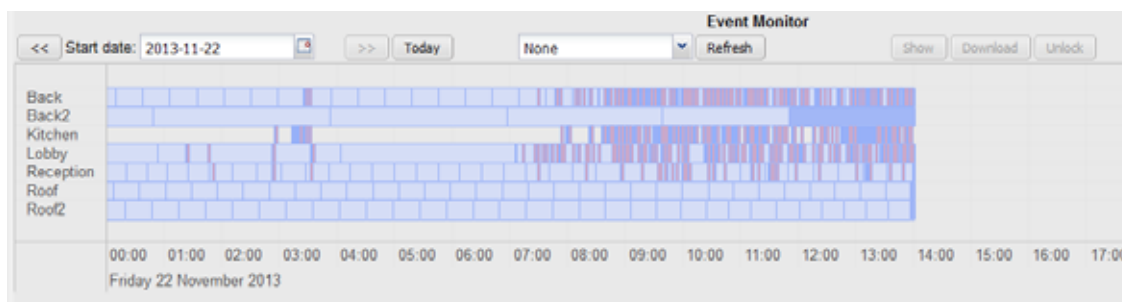 Event Monitor
<< Start date: 2013-11-22 >> Today None Refresh Show Download Unlock
Back
Back2
Kitchen
Lobby
Reception
Roof
Roof2
00:00 01:00 02:00 03:00 04:00 05:00 06:00 07:00 08:00 09:00 10:00 11:00 12:00 13:00 14:00 15:00 16:00 17:0
Friday 22 November 2013